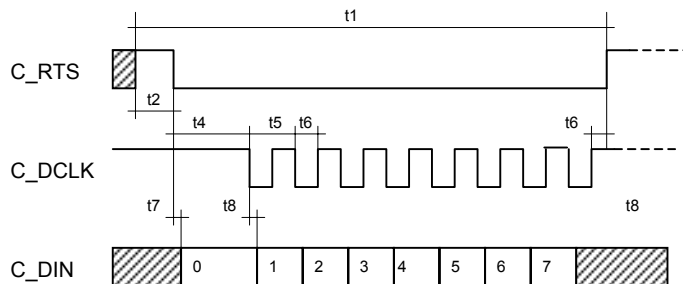 t1
C_RTS
t2
t4 t5 t6 t6
C_DCLK
t7 t8 t8
C_DIN 0 1 2 3 4 5 6 7